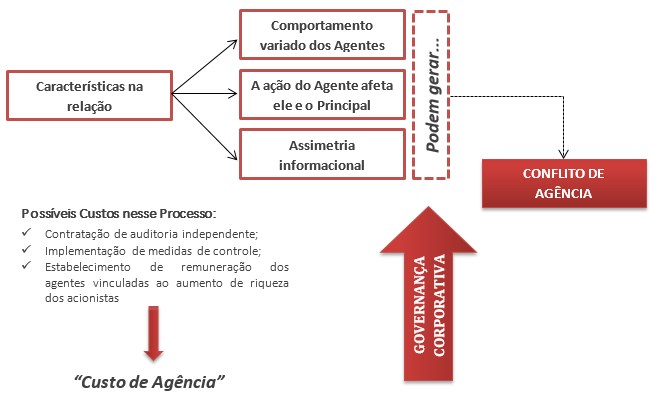 Comportamento
variado dos Agentes
Características na
relação
A ação do Agente afeta
ele e o Principal
Assimetria
informacional
Podem gerar...
CONFLITO DE
AGÊNCIA
Possíveis Custos nesse Processo:
✓ Contratação de auditoria independente;
✓ Implementação de medidas de controle;
✓ Estabelecimento de remuneração dos
agentes vinculadas ao aumento de riqueza
dos acionistas
"Custo de Agência"
GOVERNANÇA
CORPORATIVA